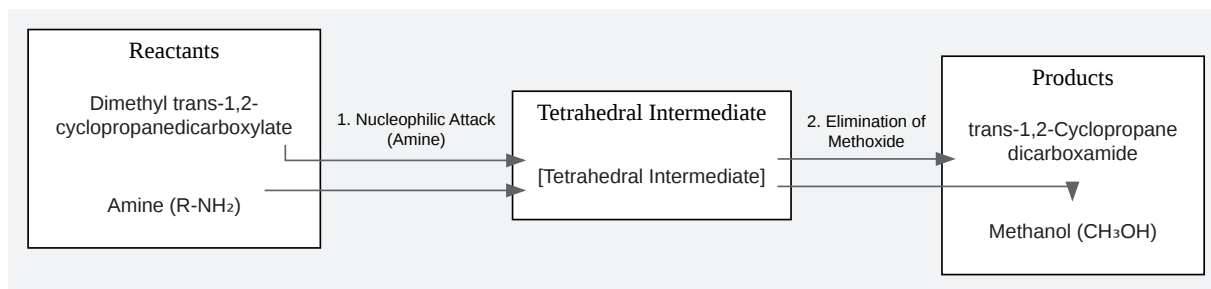 Reactants
Dimethyl trans-1,2-
cyclopropanedicarboxylate
Amine (R-NH₂)
1. Nucleophilic Attack
(Amine)
Tetrahedral Intermediate
[Tetrahedral Intermediate]
2. Elimination of
Methoxide
Products
trans-1,2-Cyclopropane
dicarboxamide
Methanol (CH₃OH)